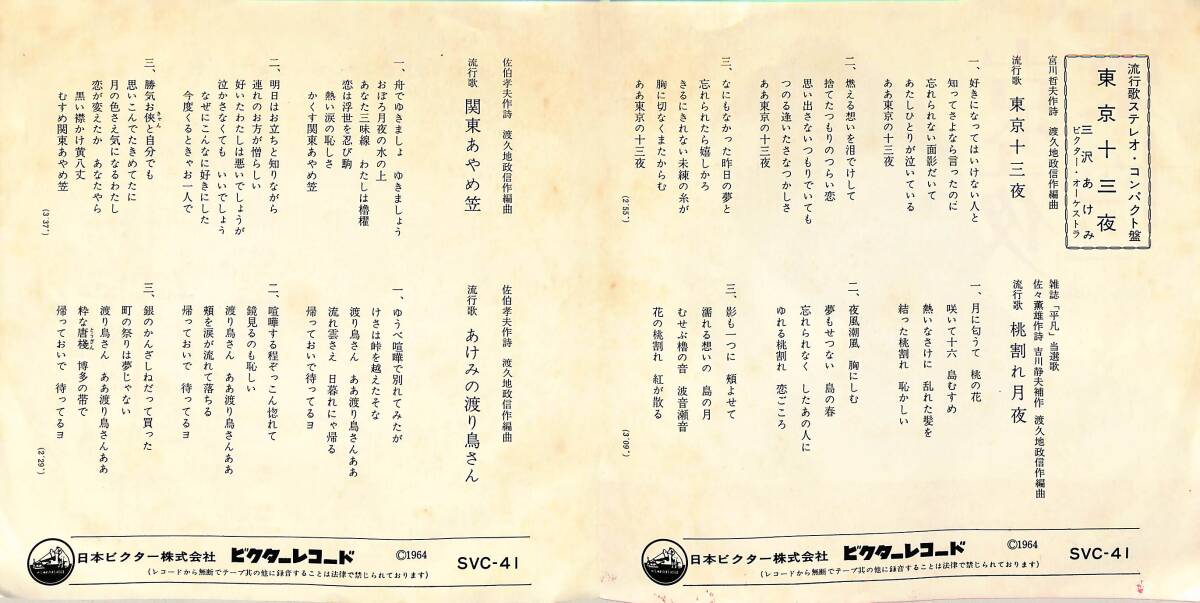 流行歌ステレオ・コンパクト盤
東京十三夜
三沢あけみ
ビクター・オーケストラ
宮川哲夫作詩 渡久地政信作編曲
流行歌 東京十三夜
一、好きになってはいけない人と
知ってさよなら言ったのに
忘れられない面影だいて
あたしひとりが泣いている
ああ東京の十三夜
二、燃える想いを泪でけして
捨てたつもりのつらい恋
思い出さないつもりでいても
つのる逢いたさなつかしさ
ああ東京の十三夜
三、なにもなかった昨日の夢と
忘れられたら嬉しかろ
きるにきれない未練の糸が
胸に切なくまたからむ
ああ東京の十三夜
(2'55")
雑誌「平凡」当選歌
佐々薫雄作詩 吉川静夫補作 渡久地政信作編曲
流行歌 桃割れ月夜
一、月に匂うて 桃の花
咲いて十六 島むすめ
熱いなさけに 乱れた髪を
結った桃割れ 恥かしい
二、夜風潮風 胸にしむ
夢もせつない 島の春
忘れられなく したあの人に
ゆれる桃割れ 恋ごころ
三、影も一つに 頬よせて
濡れる想いの 島の月
むせぶ櫓の音 波音瀬音
花の桃割れ 紅が散る
(3'09")
日本ビクター株式会社 ビクターレコード ©1964 SVC-41
(レコードから無断でテープ其の他に録音することは法律で禁じられております)
佐伯孝夫作詩 渡久地政信作編曲
流行歌 関東あやめ笠
一、舟でゆきましょ ゆきましょう
おぼろ月夜の水の上
あなた三味線 わたしは櫓櫂
恋は浮世を忍び駒
熱い涙の恥しさ
かくす関東あやめ笠
二、明日はお立ちと知りながら
連れのお方が憎らしい
好いたわたしは悪いでしょうが
泣かさなくても いいでしょう
なぜにこんなに好きにした
今度くるときゃお一人で
三、勝気お侠と自分でも
きゃん
思いこんでたきめてたに
月の色さえ気になるわたし
恋が変えたか あなたやら
黒い襟かけ黄八丈
むすめ関東あやめ笠
(3'37")
佐伯孝夫作詩 渡久地政信作編曲
流行歌 あけみの渡り鳥さん
一、ゆうべ喧嘩で別れてみたが
けさは峠を越えたそな
渡り鳥さん ああ渡り鳥さんああ
流れ雲さえ 日暮れにゃ帰る
帰っておいで待ってるヨ
二、喧嘩する程ぞっこん惚れて
鏡見るのも恥しい
渡り鳥さん ああ渡り鳥さんああ
頬を涙が流れて落ちる
帰っておいで 待ってるヨ
三、銀のかんざしねだって買った
町の祭りは夢じゃない
渡り鳥さん ああ渡り鳥さんああ
粋な唐棧 博多の帯で
とうざん
帰っておいで 待ってるヨ
(2'29")
日本ビクター株式会社 ビクターレコード ©1964 SVC-41
(レコードから無断でテープ其の他に録音することは法律で禁じられております)